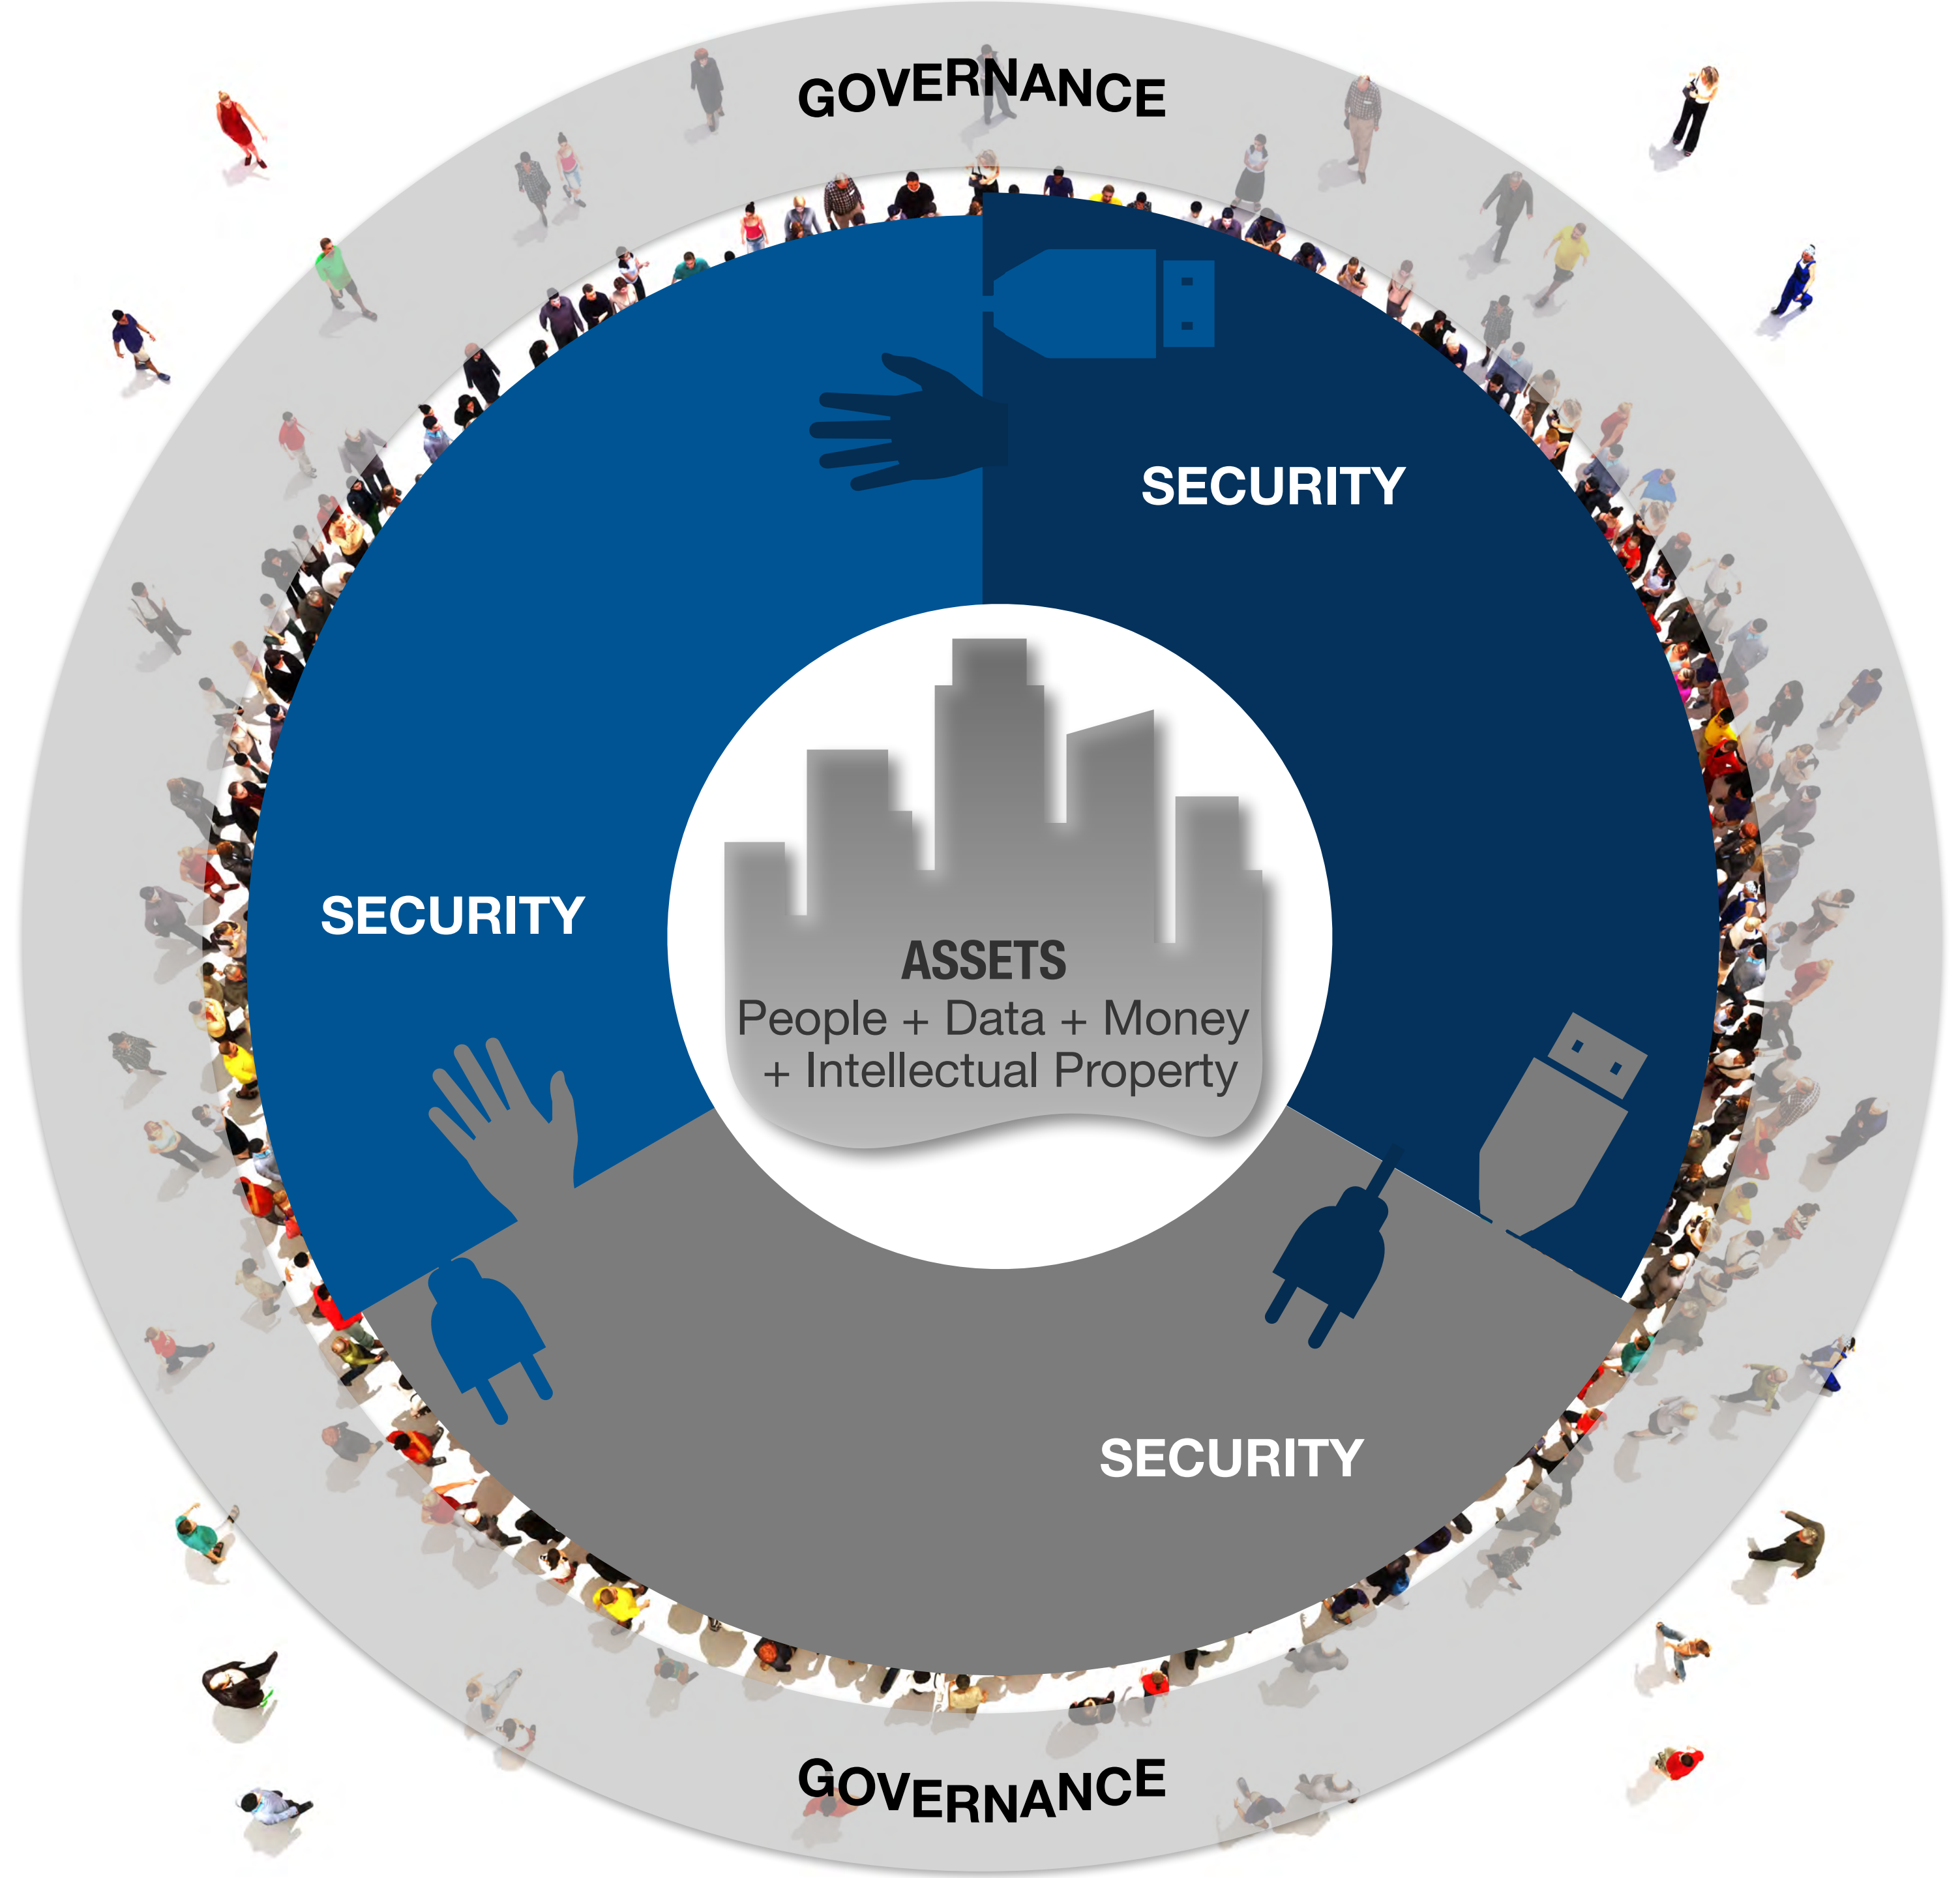 GOVERNANCE
SECURITY
SECURITY
ASSETS
People + Data + Money
+ Intellectual Property
SECURITY
GOVERNANCE